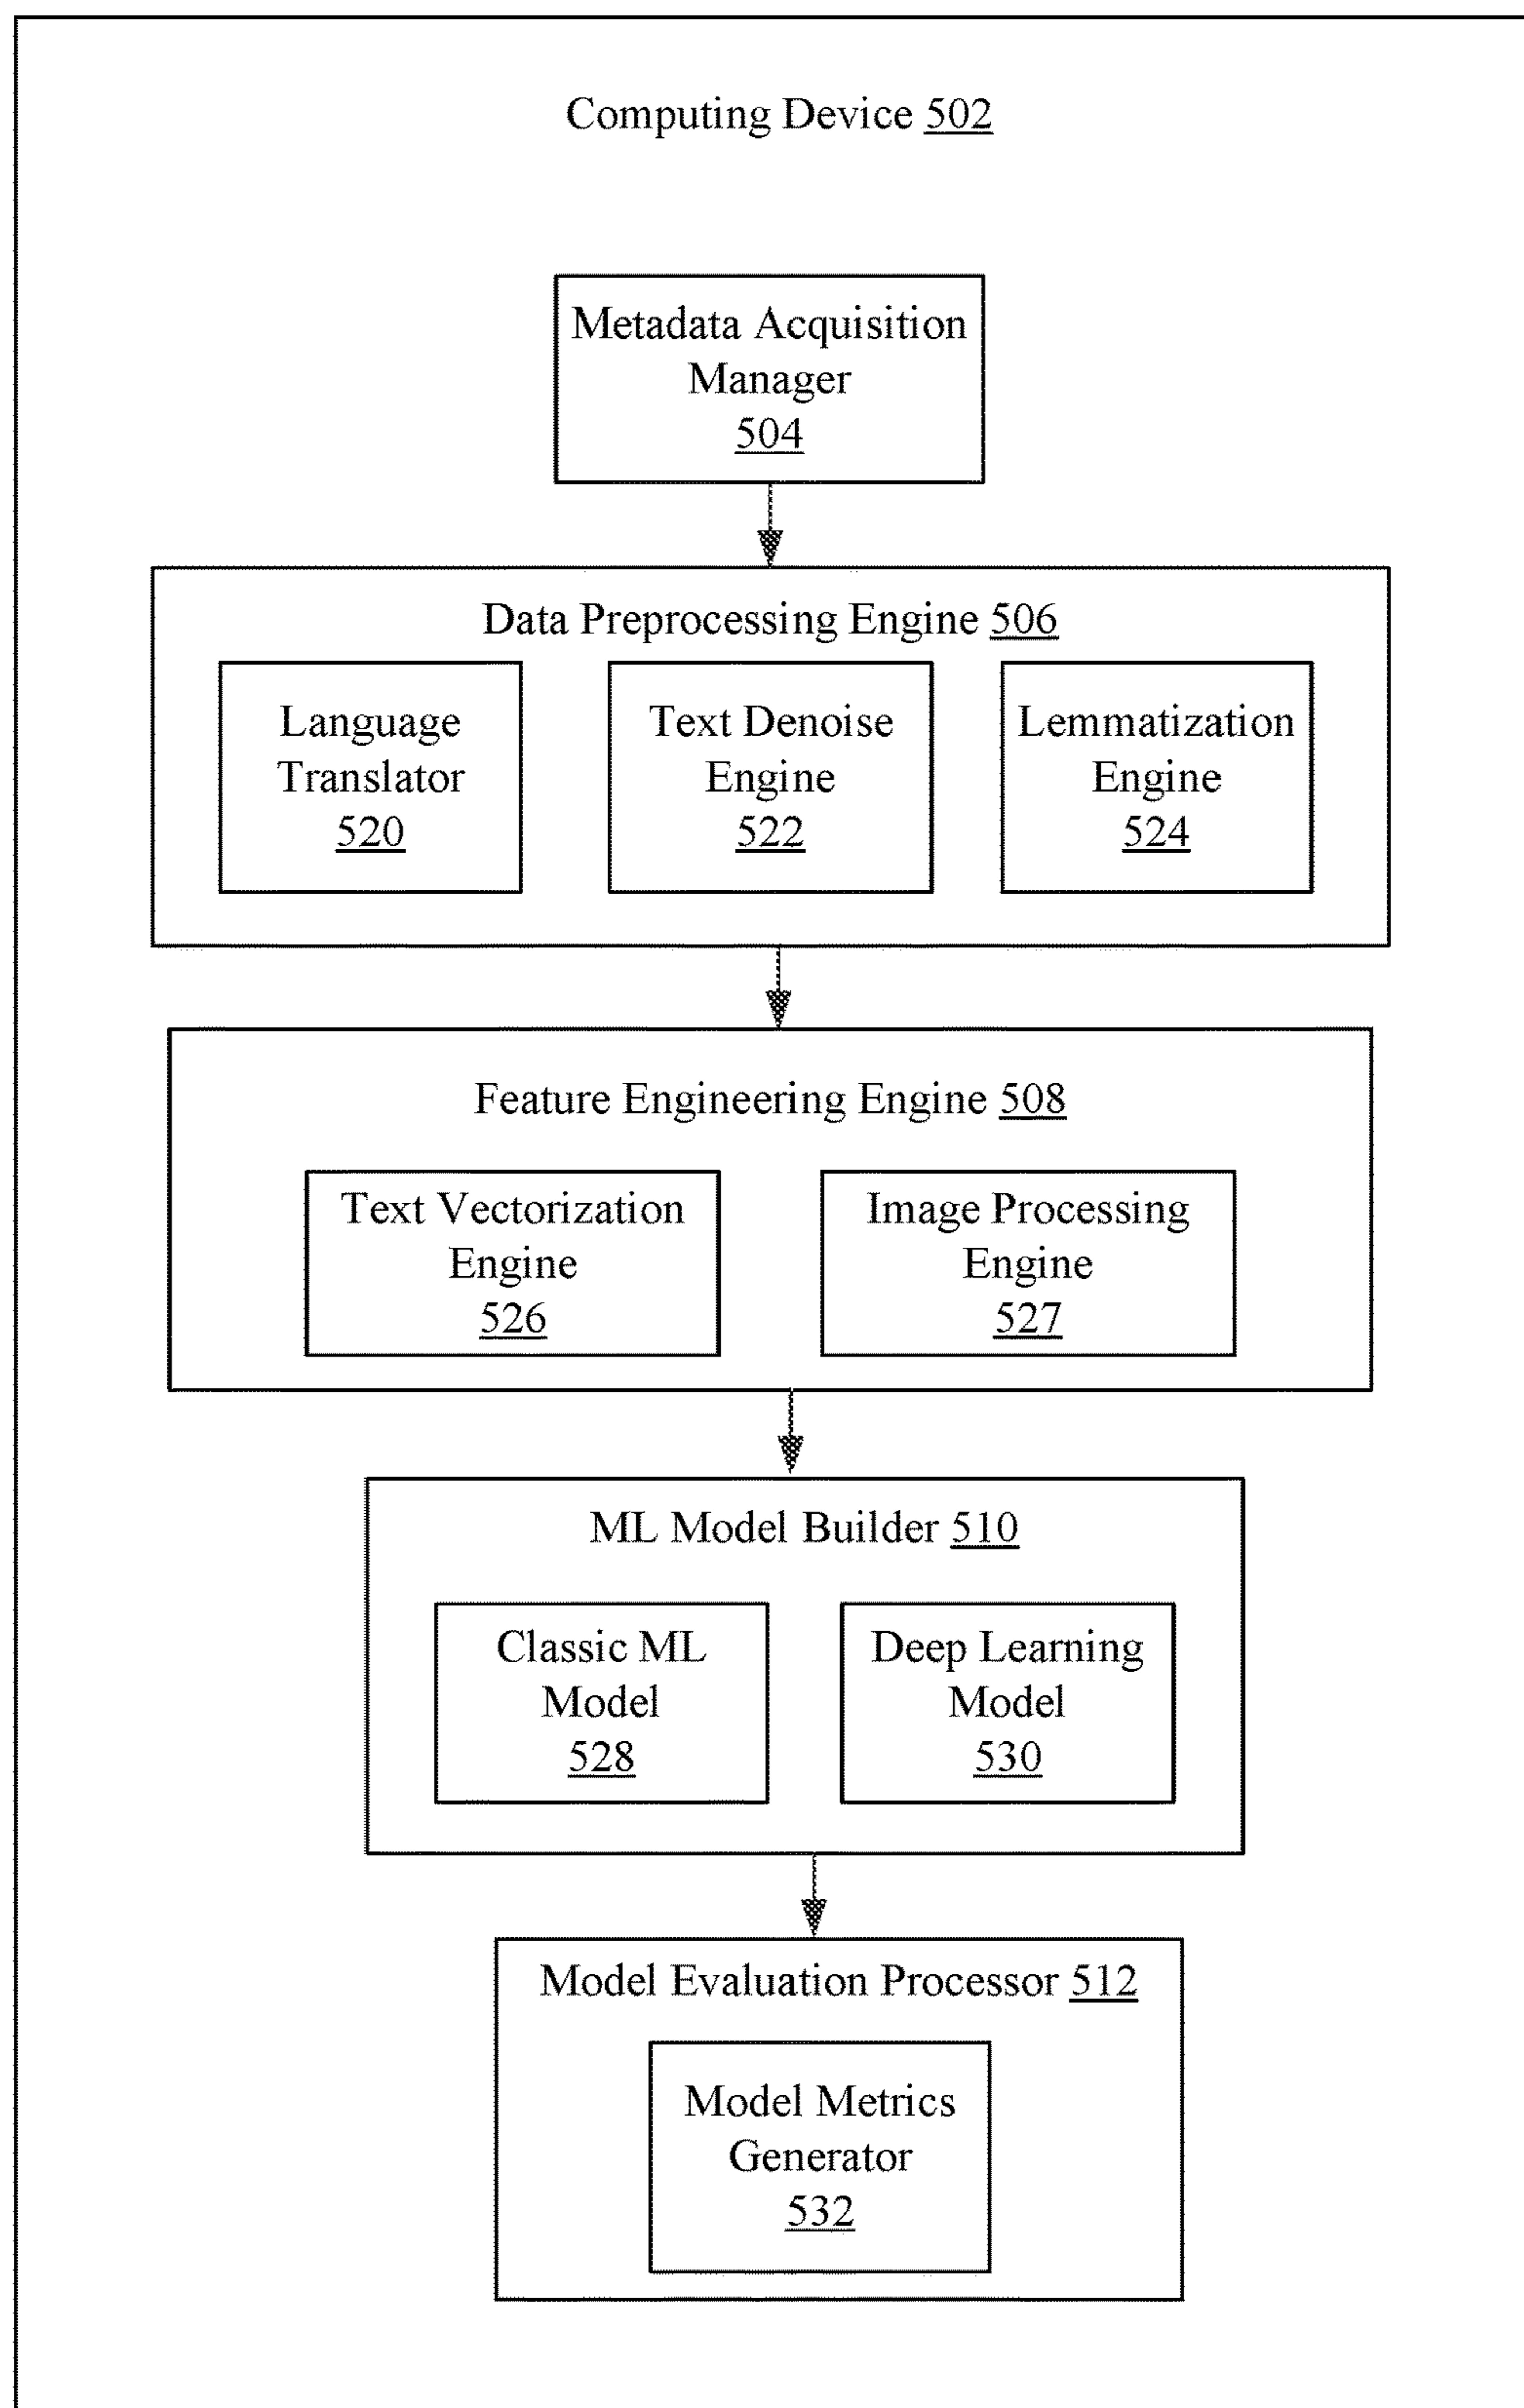 Computing Device 502
Metadata Acquisition
Manager
504
Data Preprocessing Engine 506
Language
Translator
520
Text Denoise
Engine
522
Lemmatization
Engine
524
Feature Engineering Engine 508
Text Vectorization
Engine
526
Image Processing
Engine
527
ML Model Builder 510
Classic ML
Model
528
Deep Learning
Model
530
Model Evaluation Processor 512
Model Metrics
Generator
532